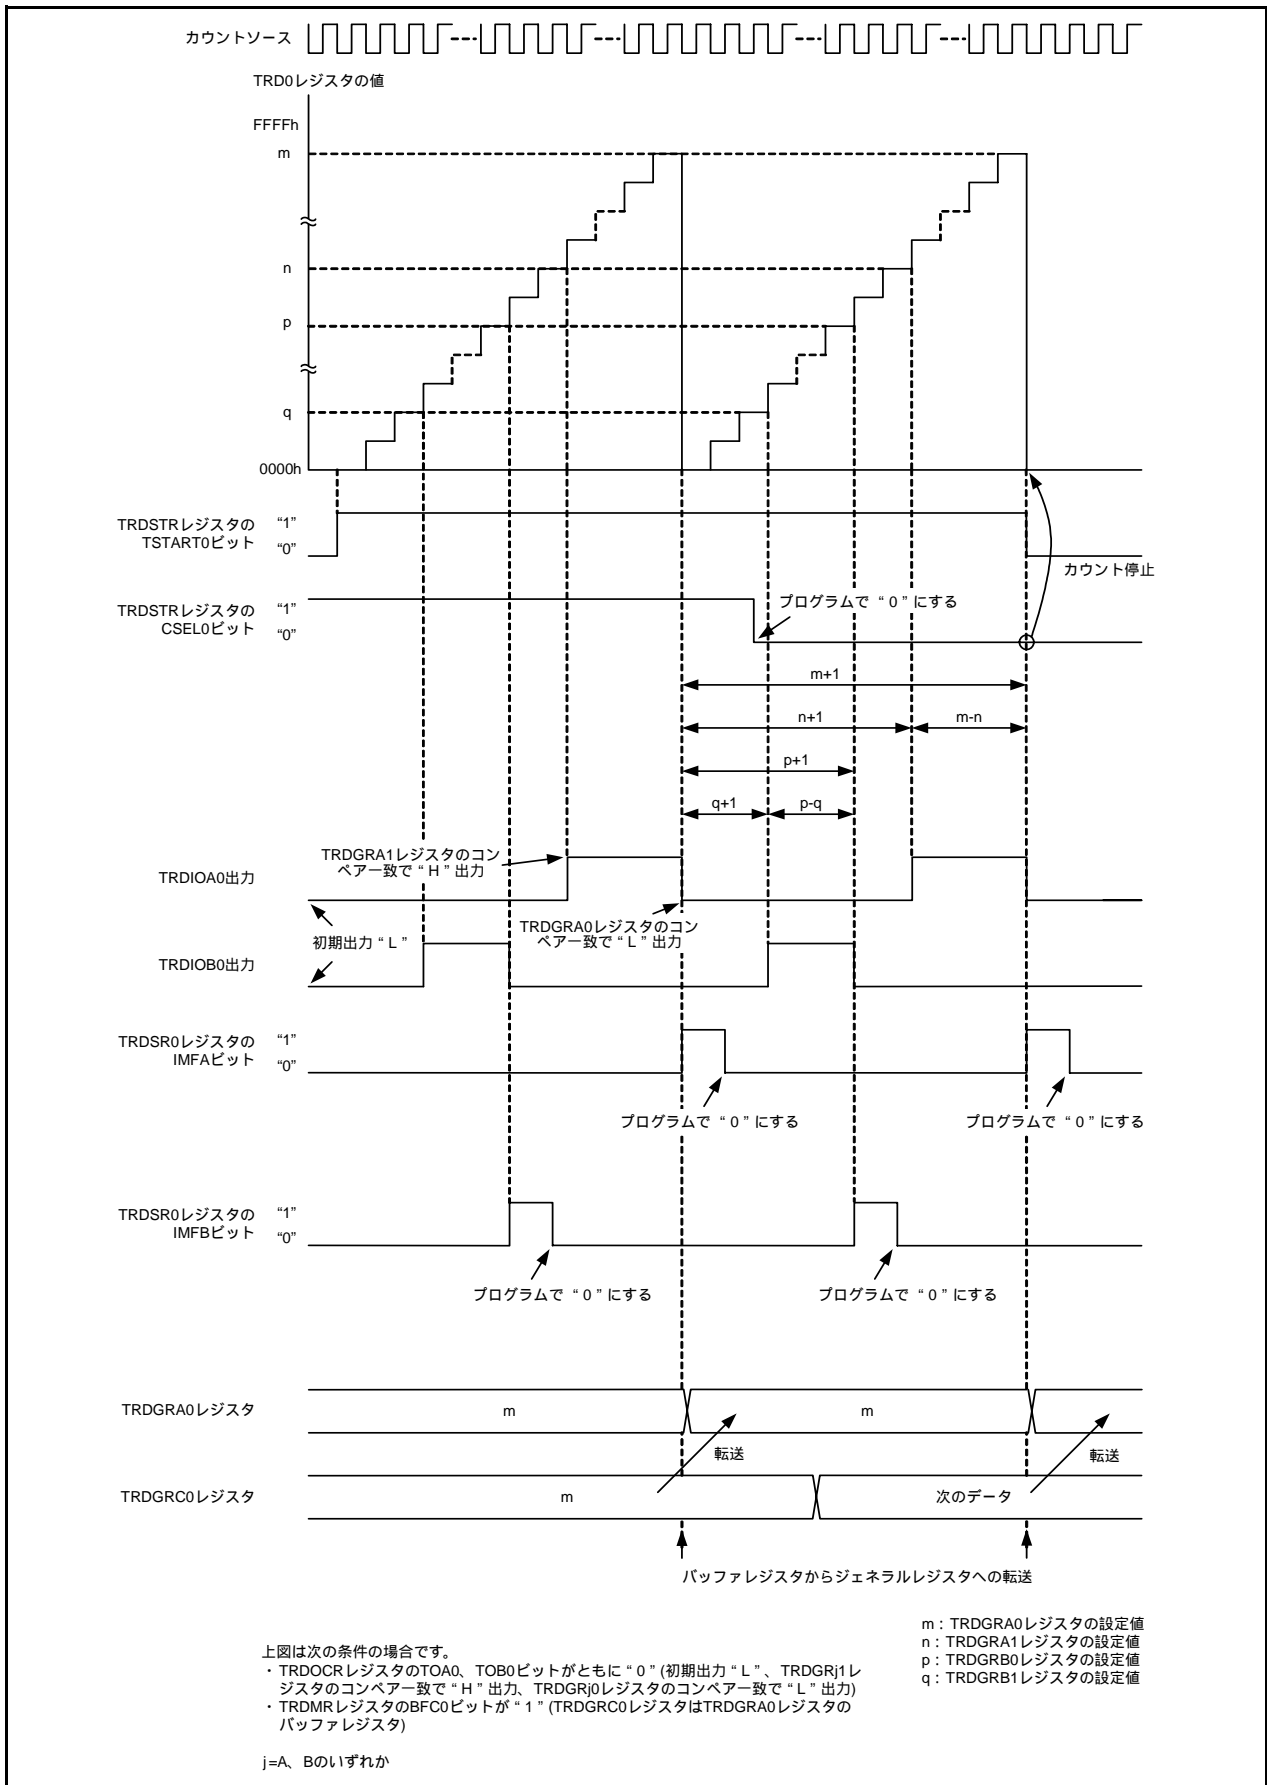 カウントソース
TRD0レジスタの値
FFFFh
m
n
p
q
0000h
TRDSTRレジスタの “1”
TSTART0ビット “0”
カウント停止
TRDSTRレジスタの “1”
CSEL0ビット “0”
プログラムで “0” にする
m+1
n+1
m-n
p+1
q+1
p-q
TRDGRA1レジスタのコン
ペア一致で “H” 出力
TRDIOA0出力
TRDGRA0レジスタのコン
ペア一致で “L” 出力
初期出力 “L”
TRDIOB0出力
TRDSR0レジスタの “1”
IMFAビット “0”
プログラムで “0” にする
プログラムで “0” にする
TRDSR0レジスタの “1”
IMFBビット “0”
プログラムで “0” にする
プログラムで “0” にする
TRDGRA0レジスタ
m
m
転送
転送
TRDGRC0レジスタ
m
次のデータ
バッファレジスタからジェネラルレジスタへの転送
m:TRDGRA0レジスタの設定値
n:TRDGRA1レジスタの設定値
p:TRDGRB0レジスタの設定値
q:TRDGRB1レジスタの設定値
上図は次の条件の場合です。
・TRDOCRレジスタのTOA0、TOB0ビットがともに “0” (初期出力 “L”、TRDGRj1レ
ジスタのコンペア一致で “H” 出力、TRDGRj0レジスタのコンペア一致で “L” 出力)
・TRDMRレジスタのBFC0ビットが “1” (TRDGRC0レジスタはTRDGRA0レジスタの
バッファレジスタ)
j=A、Bのいずれか